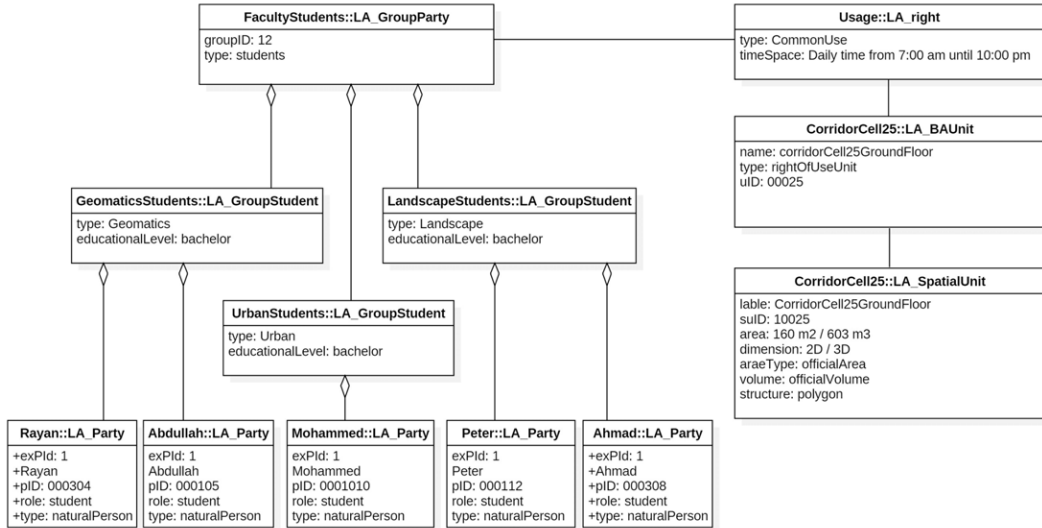 FacultyStudents::LA_GroupParty
groupID: 12
type: students
Usage::LA_right
type: CommonUse
timeSpace: Daily time from 7:00 am until 10:00 pm
CorridorCell25::LA_BAUnit
name: corridorCell25GroundFloor
type: rightOfUseUnit
uID: 00025
GeomaticsStudents::LA_GroupStudent
type: Geomatics
educationalLevel: bachelor
LandscapeStudents::LA_GroupStudent
type: Landscape
educationalLevel: bachelor
CorridorCell25::LA_SpatialUnit
lable: CorridorCell25GroundFloor
suID: 10025
area: 160 m2 / 603 m3
dimension: 2D / 3D
araeType: officialArea
volume: officialVolume
structure: polygon
UrbanStudents::LA_GroupStudent
type: Urban
educationalLevel: bachelor
Rayan::LA_Party
+exPId: 1
+Rayan
+pID: 000304
+role: student
+type: naturalPerson
Abdullah::LA_Party
exPId: 1
Abdullah
pID: 000105
role: student
type: naturalPerson
Mohammed::LA_Party
exPId: 1
Mohammed
pID: 0001010
role: student
type: naturalPerson
Peter::LA_Party
exPId: 1
Peter
pID: 000112
role: student
type: naturalPerson
Ahmad::LA_Party
+exPId: 1
+Ahmad
+pID: 000308
+role: student
+type: naturalPerson